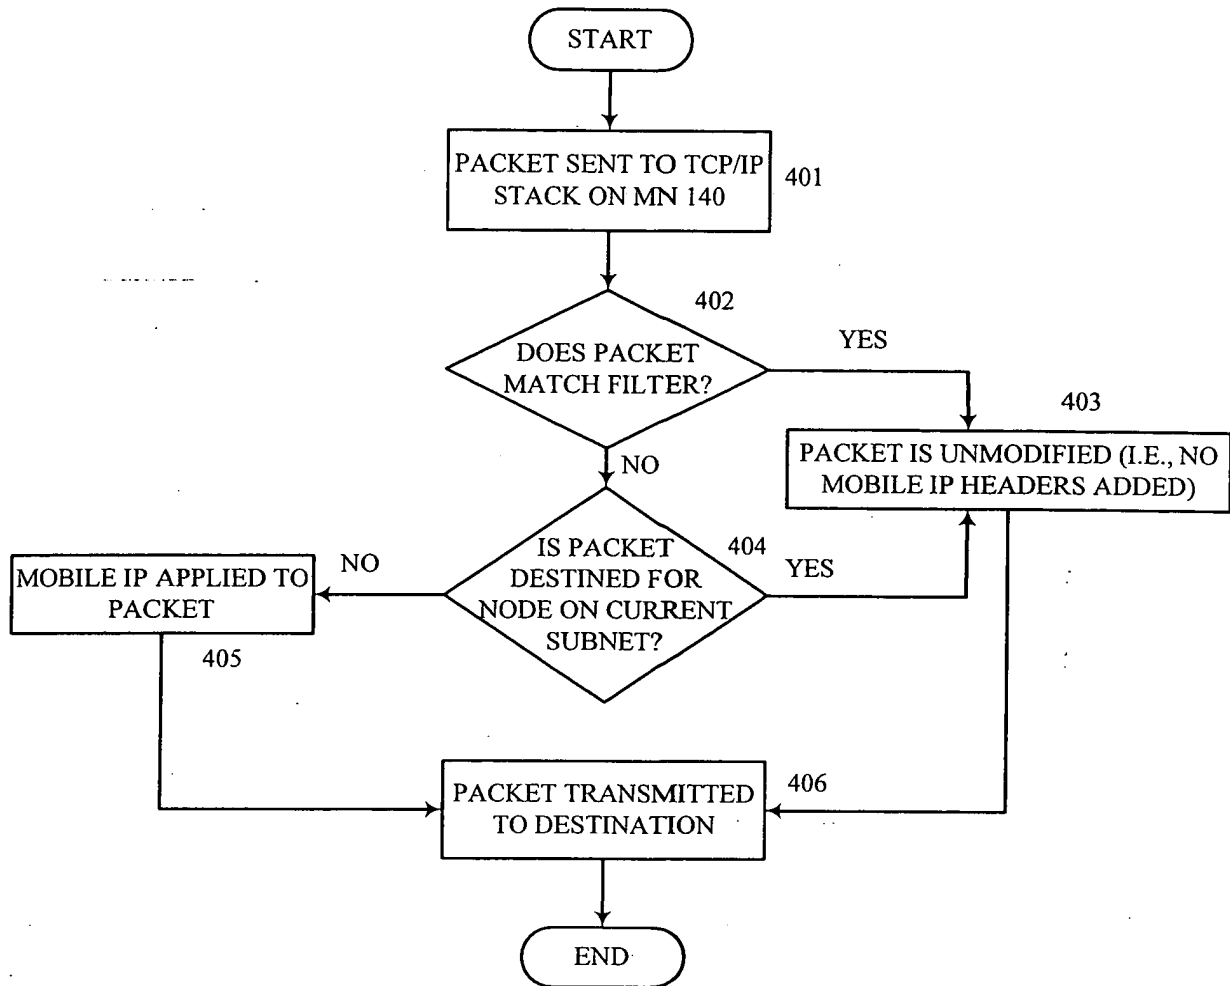 START
PACKET SENT TO TCP/IP
STACK ON MN 140
401
402
DOES PACKET
MATCH FILTER?
YES
403
PACKET IS UNMODIFIED (I.E., NO
MOBILE IP HEADERS ADDED)
NO
IS PACKET
DESTINED FOR
NODE ON CURRENT
SUBNET?
404
YES
NO
MOBILE IP APPLIED TO
PACKET
405
PACKET TRANSMITTED
TO DESTINATION
406
END